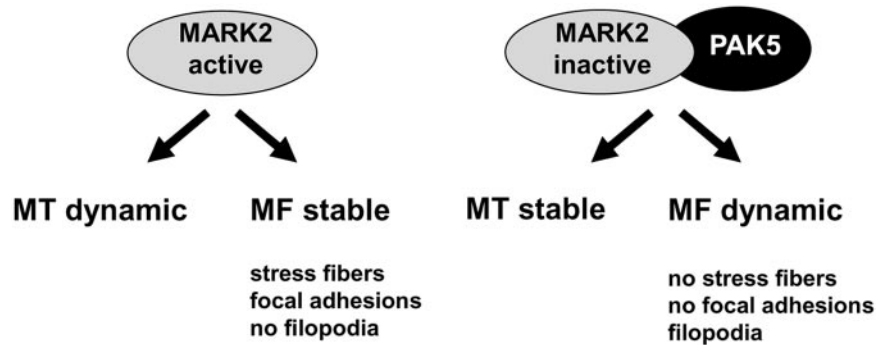 MARK2
active
MARK2
inactive
PAK5
MT dynamic
MF stable
MT stable
MF dynamic
stress fibers
focal adhesions
no filopodia
no stress fibers
no focal adhesions
filopodia